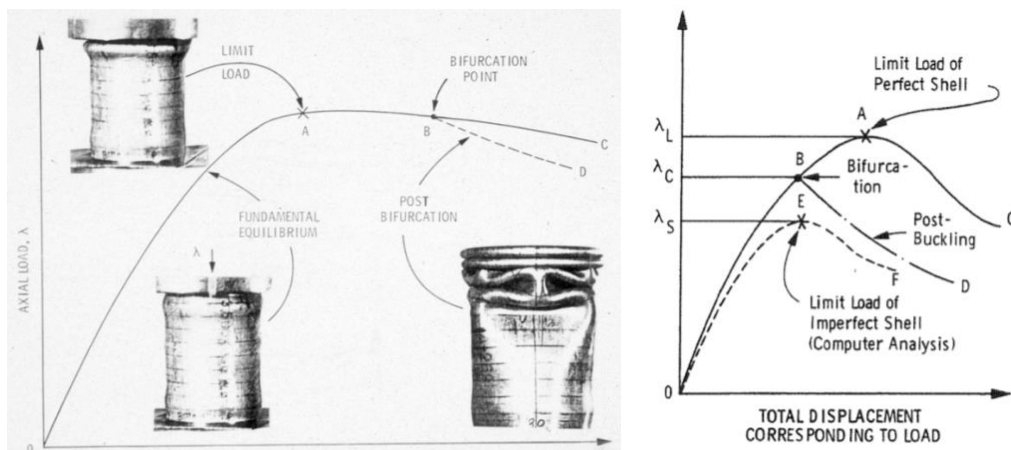 LIMIT
LOAD
BIFURCATION
POINT
A
B
C
D
FUNDAMENTAL
EQUILIBRIUM
POST
BIFURCATION
λ
AXIAL LOAD, λ
0
Limit Load of
Perfect Shell
A
λL
B
Bifurca-
tion
λC
E
λS
Post-
Buckling
C
F
D
Limit Load of
Imperfect Shell
(Computer Analysis)
0
TOTAL DISPLACEMENT
CORRESPONDING TO LOAD